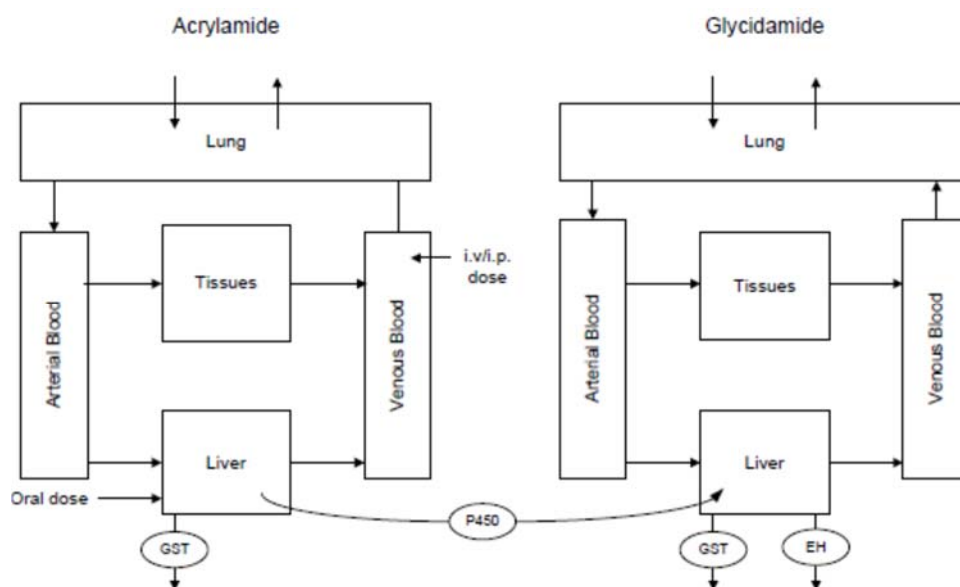 Acrylamide
Glycidamide
Lung
Lung
Arterial Blood
Tissues
Venous Blood
i.v/i.p.
dose
Arterial Blood
Tissues
Venous Blood
Liver
Oral dose
Liver
P450
GST
GST
EH